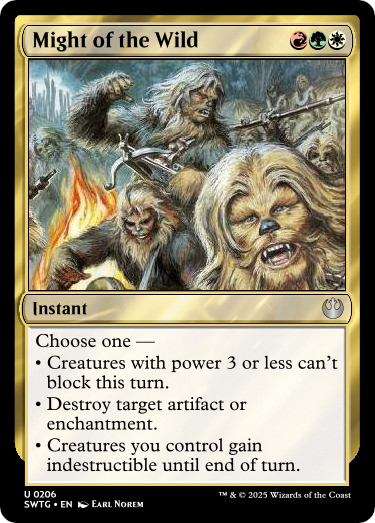 Might of the Wild
Instant
Choose one —
• Creatures with power 3 or less can't
block this turn.
• Destroy target artifact or
enchantment.
• Creatures you control gain
indestructible until end of turn.
U 0206
SWTG • EN Earl Norem
™ & © 2025 Wizards of the Coast